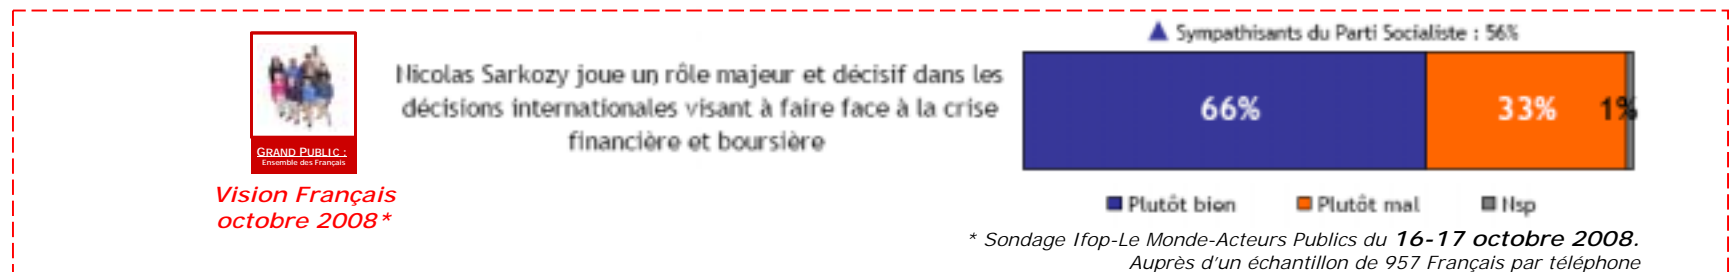 GRAND PUBLIC :
Ensemble des Français
Vision Français
octobre 2008*
Nicolas Sarkozy joue un rôle majeur et décisif dans les
décisions internationales visant à faire face à la crise
financière et boursière
Sympathisants du Parti Socialiste : 56%
66% 33% 1%
Plutôt bien Plutôt mal Nsp
* Sondage Ifop-Le Monde-Acteurs Publics du 16-17 octobre 2008.
Auprès d'un échantillon de 957 Français par téléphone